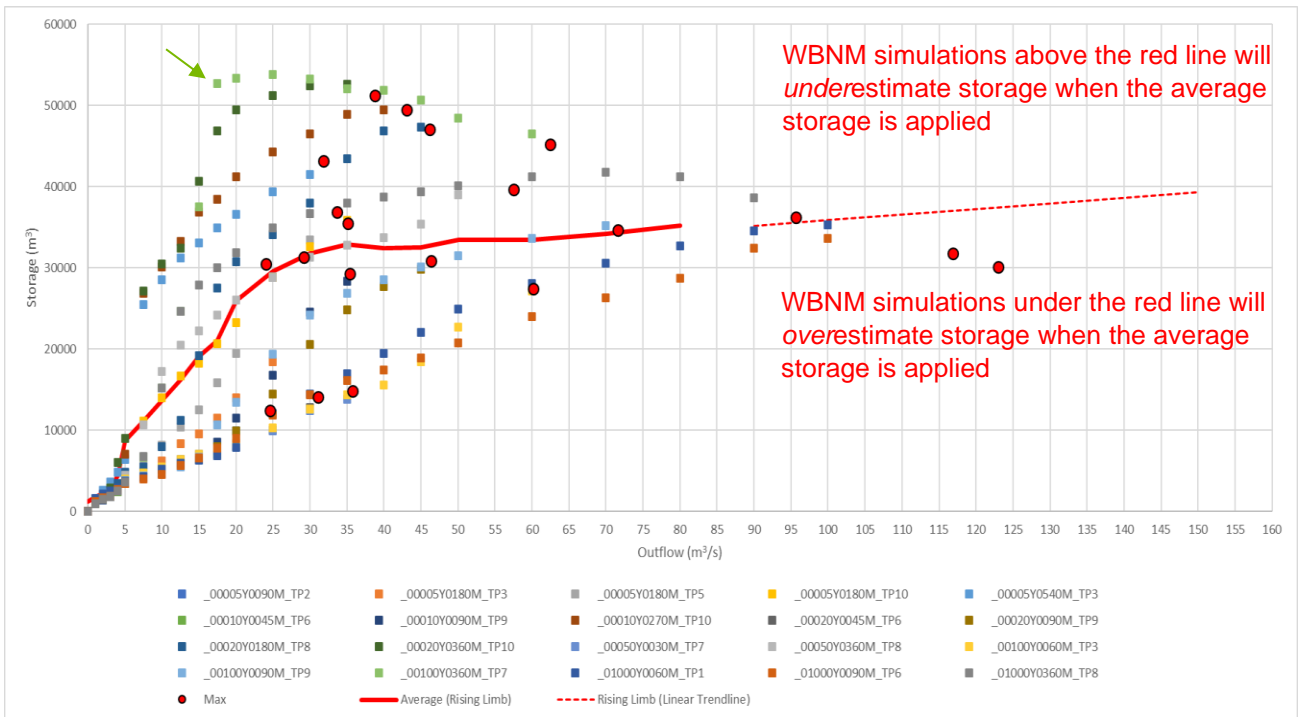 60000
50000
40000
30000
20000
10000
0
Storage (m³)
WBNM simulations above the red line will
underestimate storage when the average
storage is applied
WBNM simulations under the red line will
overestimate storage when the average
storage is applied
0 5 10 15 20 25 30 35 40 45 50 55 60 65 70 75 80 85 90 95 100 105 110 115 120 125 130 135 140 145 150 155 160
Outflow (m³/s)
_00005Y0090M_TP2 _00005Y0180M_TP3 _00005Y0180M_TP5 _00005Y0180M_TP10 _00005Y0540M_TP3
_00010Y0045M_TP6 _00010Y0090M_TP9 _00010Y0270M_TP10 _00020Y0045M_TP6 _00020Y0090M_TP9
_00020Y0180M_TP8 _00020Y0360M_TP10 _00050Y0030M_TP7 _00050Y0360M_TP8 _00100Y0060M_TP3
_00100Y0090M_TP9 _00100Y0360M_TP7 _01000Y0060M_TP1 _01000Y0090M_TP6 _01000Y0360M_TP8
Max Average (Rising Limb) Rising Limb (Linear Trendline)